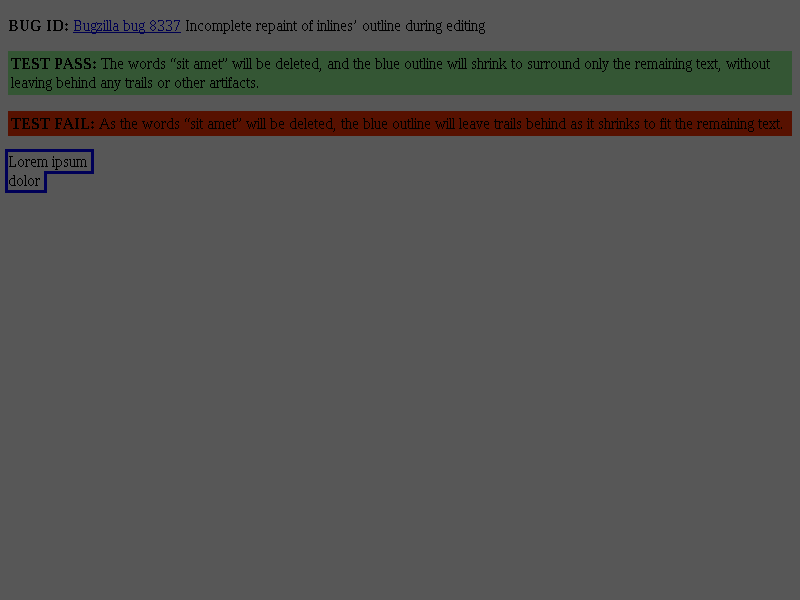 BUG ID: Bugzilla bug 8337 Incomplete repaint of inlines’ outline during editing
TEST PASS: The words “sit amet” will be deleted, and the blue outline will shrink to surround only the remaining text, without
leaving behind any trails or other artifacts.
TEST FAIL: As the words “sit amet” will be deleted, the blue outline will leave trails behind as it shrinks to fit the remaining text.
Lorem ipsum
dolor